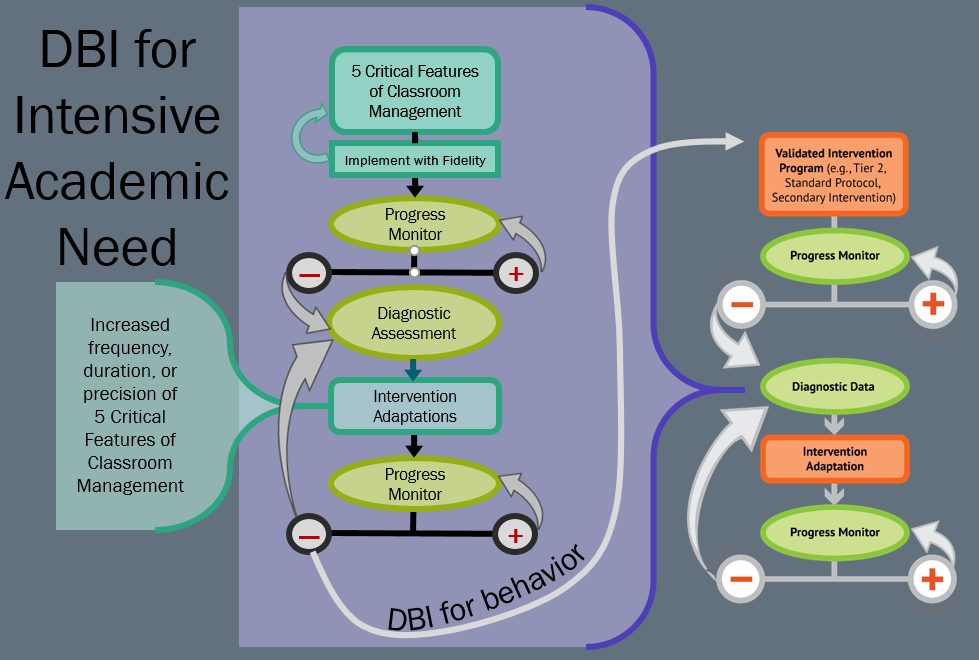 DBI for
Intensive
Academic
Need
Increased
frequency,
duration, or
precision of
5 Critical
Features of
Classroom
Management
5 Critical Features
of Classroom
Management
Implement with Fidelity
Progress
Monitor
−
+
Diagnostic
Assessment
Intervention
Adaptations
Progress
Monitor
−
+
DBI for behavior
Validated Intervention
Program (e.g., Tier 2,
Standard Protocol,
Secondary Intervention)
Progress Monitor
−
+
Diagnostic Data
Intervention
Adaptation
Progress Monitor
−
+